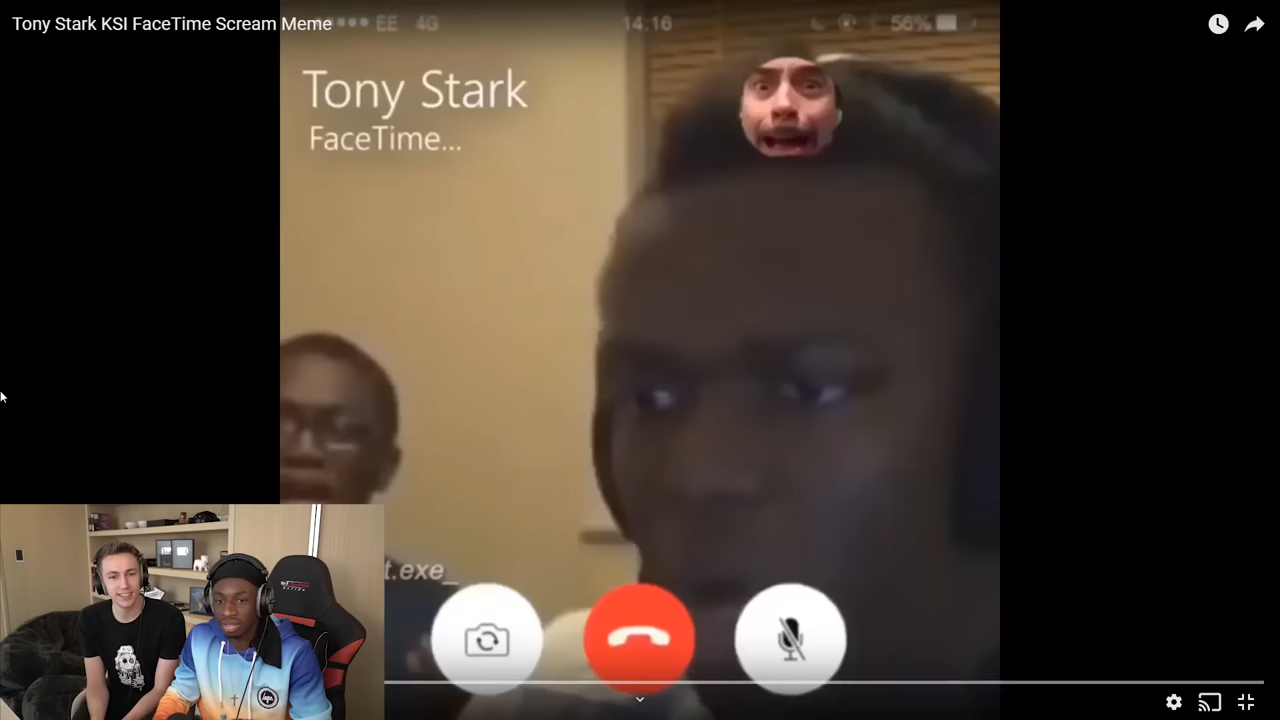 Tony Stark KSI FaceTime Scream Meme
EE 4G 14:16 56%
Tony Stark
FaceTime...
t.exe_